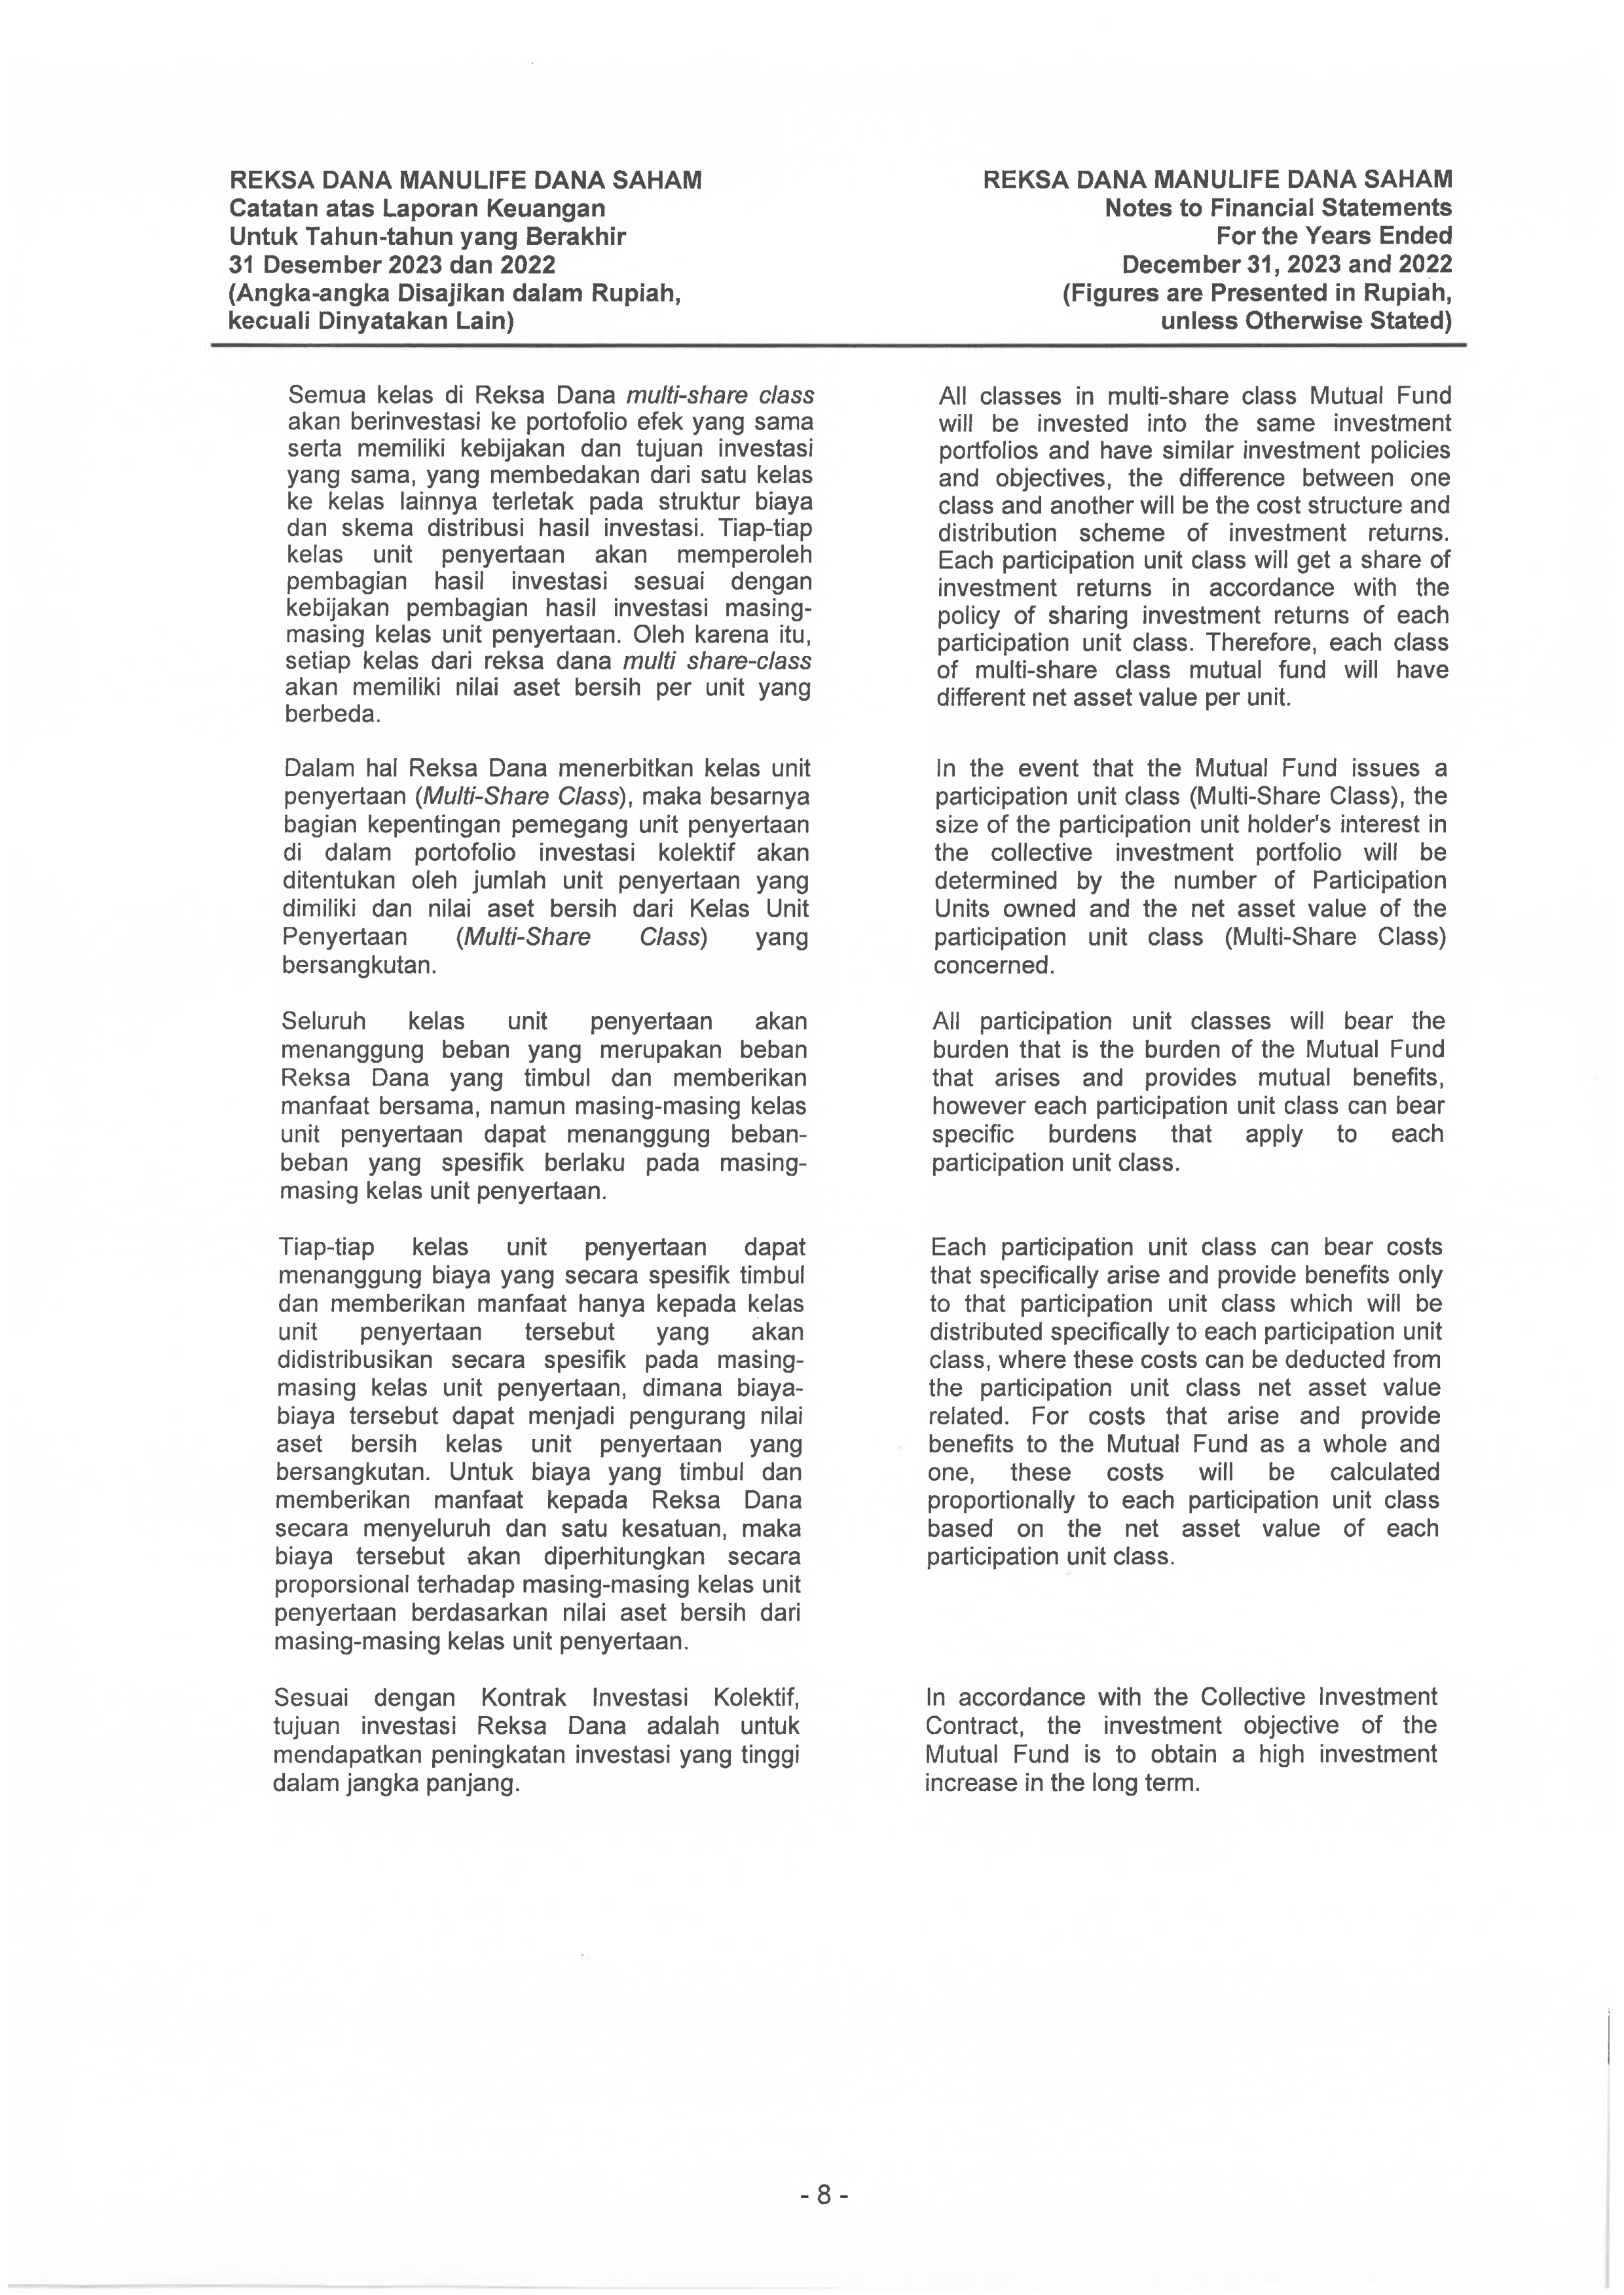 REKSA DANA MANULIFE DANA SAHAM
Catatan atas Laporan Keuangan
Untuk Tahun-tahun yang Berakhir
31 Desember 2023 dan 2022
(Angka-angka Disajikan dalam Rupiah,
kecuali Dinyatakan Lain)
REKSA DANA MANULIFE DANA SAHAM
Notes to Financial Statements
For the Years Ended
December 31, 2023 and 2022
(Figures are Presented in Rupiah,
unless Otherwise Stated)
Semua kelas di Reksa Dana multi-share class
akan berinvestasi ke portofolio efek yang sama
serta memiliki kebijakan dan tujuan investasi
yang sama, yang membedakan dari satu kelas
ke kelas lainnya terletak pada struktur biaya
dan skema distribusi hasil investasi. Tiap-tiap
kelas unit penyertaan akan memperoleh
pembagian hasil investasi sesuai dengan
kebijakan pembagian hasil investasi masing-
masing kelas unit penyertaan. Oleh karena itu,
setiap kelas dari reksa dana multi share-class
akan memiliki nilai aset bersih per unit yang
berbeda.
All classes in multi-share class Mutual Fund
will be invested into the same investment
portfolios and have similar investment policies
and objectives, the difference between one
class and another will be the cost structure and
distribution scheme of investment returns.
Each participation unit class will get a share of
investment returns in accordance with the
policy of sharing investment returns of each
participation unit class. Therefore, each class
of multi-share class mutual fund will have
different net asset value per unit.
Dalam hal Reksa Dana menerbitkan kelas unit
penyertaan (Multi-Share Class), maka besarnya
bagian kepentingan pemegang unit penyertaan
di dalam portofolio investasi kolektif akan
ditentukan oleh jumlah unit penyertaan yang
dimiliki dan nilai aset bersih dari Kelas Unit
Penyertaan (Multi-Share Class) yang
bersangkutan.
In the event that the Mutual Fund issues a
participation unit class (Multi-Share Class), the
size of the participation unit holder's interest in
the collective investment portfolio will be
determined by the number of Participation
Units owned and the net asset value of the
participation unit class (Multi-Share Class)
concerned.
Seluruh kelas unit penyertaan akan
menanggung beban yang merupakan beban
Reksa Dana yang timbul dan memberikan
manfaat bersama, namun masing-masing kelas
unit penyertaan dapat menanggung beban-
beban yang spesifik berlaku pada masing-
masing kelas unit penyertaan.
All participation unit classes will bear the
burden that is the burden of the Mutual Fund
that arises and provides mutual benefits,
however each participation unit class can bear
specific burdens that apply to each
participation unit class.
Tiap-tiap kelas unit penyertaan dapat
menanggung biaya yang secara spesifik timbul
dan memberikan manfaat hanya kepada kelas
unit penyertaan tersebut yang akan
didistribusikan secara spesifik pada masing-
masing kelas unit penyertaan, dimana biaya-
biaya tersebut dapat menjadi pengurang nilai
aset bersih kelas unit penyertaan yang
bersangkutan. Untuk biaya yang timbul dan
memberikan manfaat kepada Reksa Dana
secara menyeluruh dan satu kesatuan, maka
biaya tersebut akan diperhitungkan secara
proporsional terhadap masing-masing kelas unit
penyertaan berdasarkan nilai aset bersih dari
masing-masing kelas unit penyertaan.
Each participation unit class can bear costs
that specifically arise and provide benefits only
to that participation unit class which will be
distributed specifically to each participation unit
class, where these costs can be deducted from
the participation unit class net asset value
related. For costs that arise and provide
benefits to the Mutual Fund as a whole and
one, these costs will be calculated
proportionally to each participation unit class
based on the net asset value of each
participation unit class.
Sesuai dengan Kontrak Investasi Kolektif,
tujuan investasi Reksa Dana adalah untuk
mendapatkan peningkatan investasi yang tinggi
dalam jangka panjang.
In accordance with the Collective Investment
Contract, the investment objective of the
Mutual Fund is to obtain a high investment
increase in the long term.
- 8 -